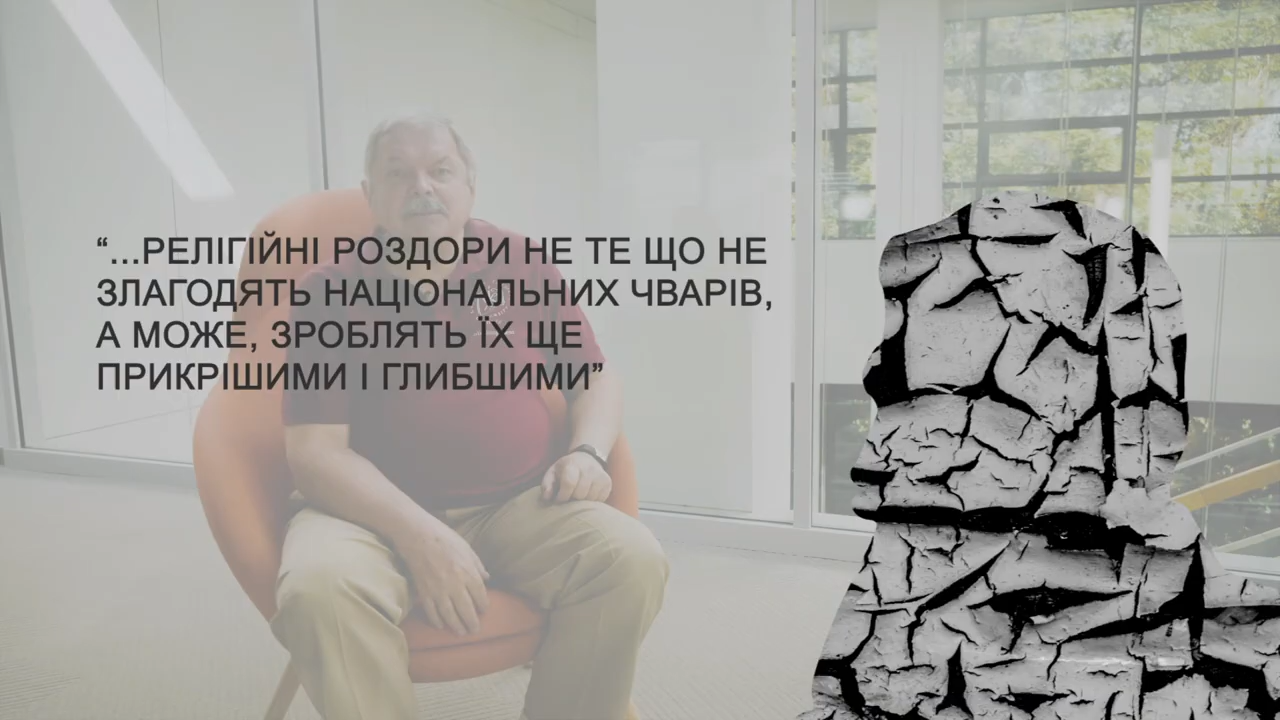 “...РЕЛІГІЙНІ РОЗДОРИ НЕ ТЕ ЩО НЕ
ЗЛАГОДЯТЬ НАЦІОНАЛЬНИХ ЧВАРІВ,
А МОЖЕ, ЗРОБЛЯТЬ ЇХ ЩЕ
ПРИКРІШИМИ І ГЛИБШИМИ”